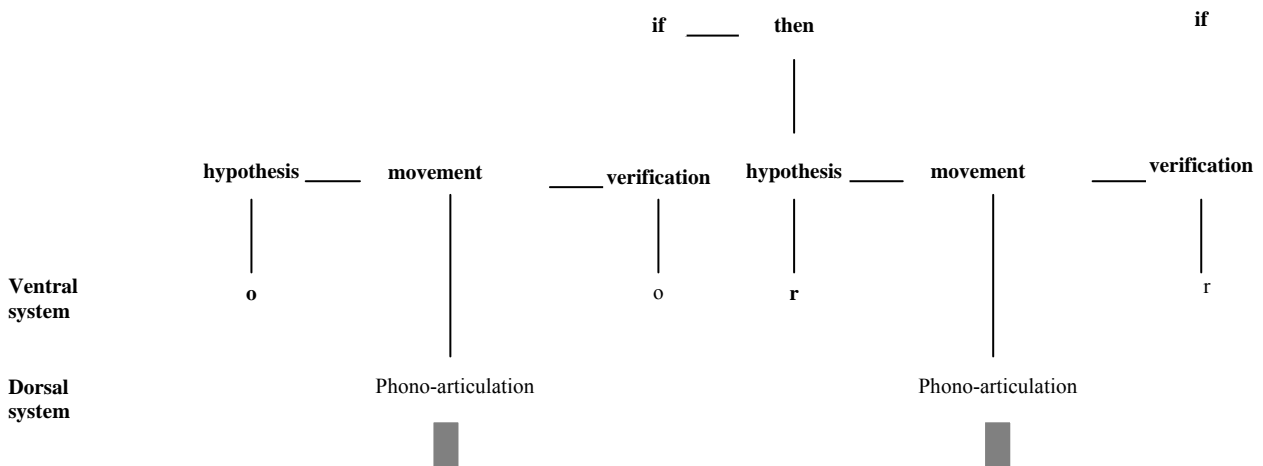 if then if
hypothesis movement verification hypothesis movement verification
Ventral
system
o o r r
Dorsal
system
Phono-articulation Phono-articulation